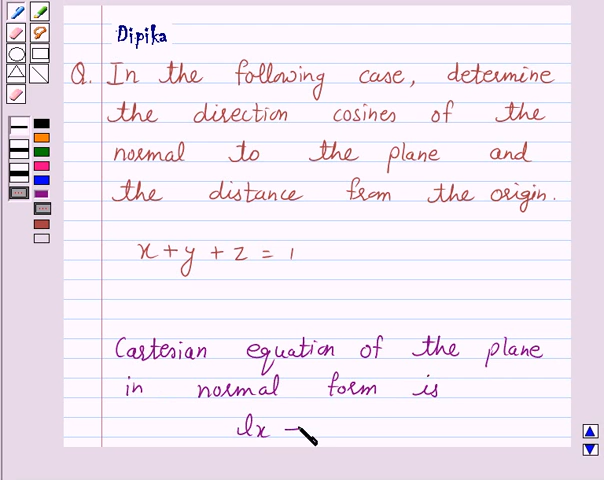 Dipika
Q. In the following case, determine
the direction cosines of the
normal to the plane and
the distance from the origin.
x + y + z = 1
Cartesian equation of the plane
in normal form is
lx -